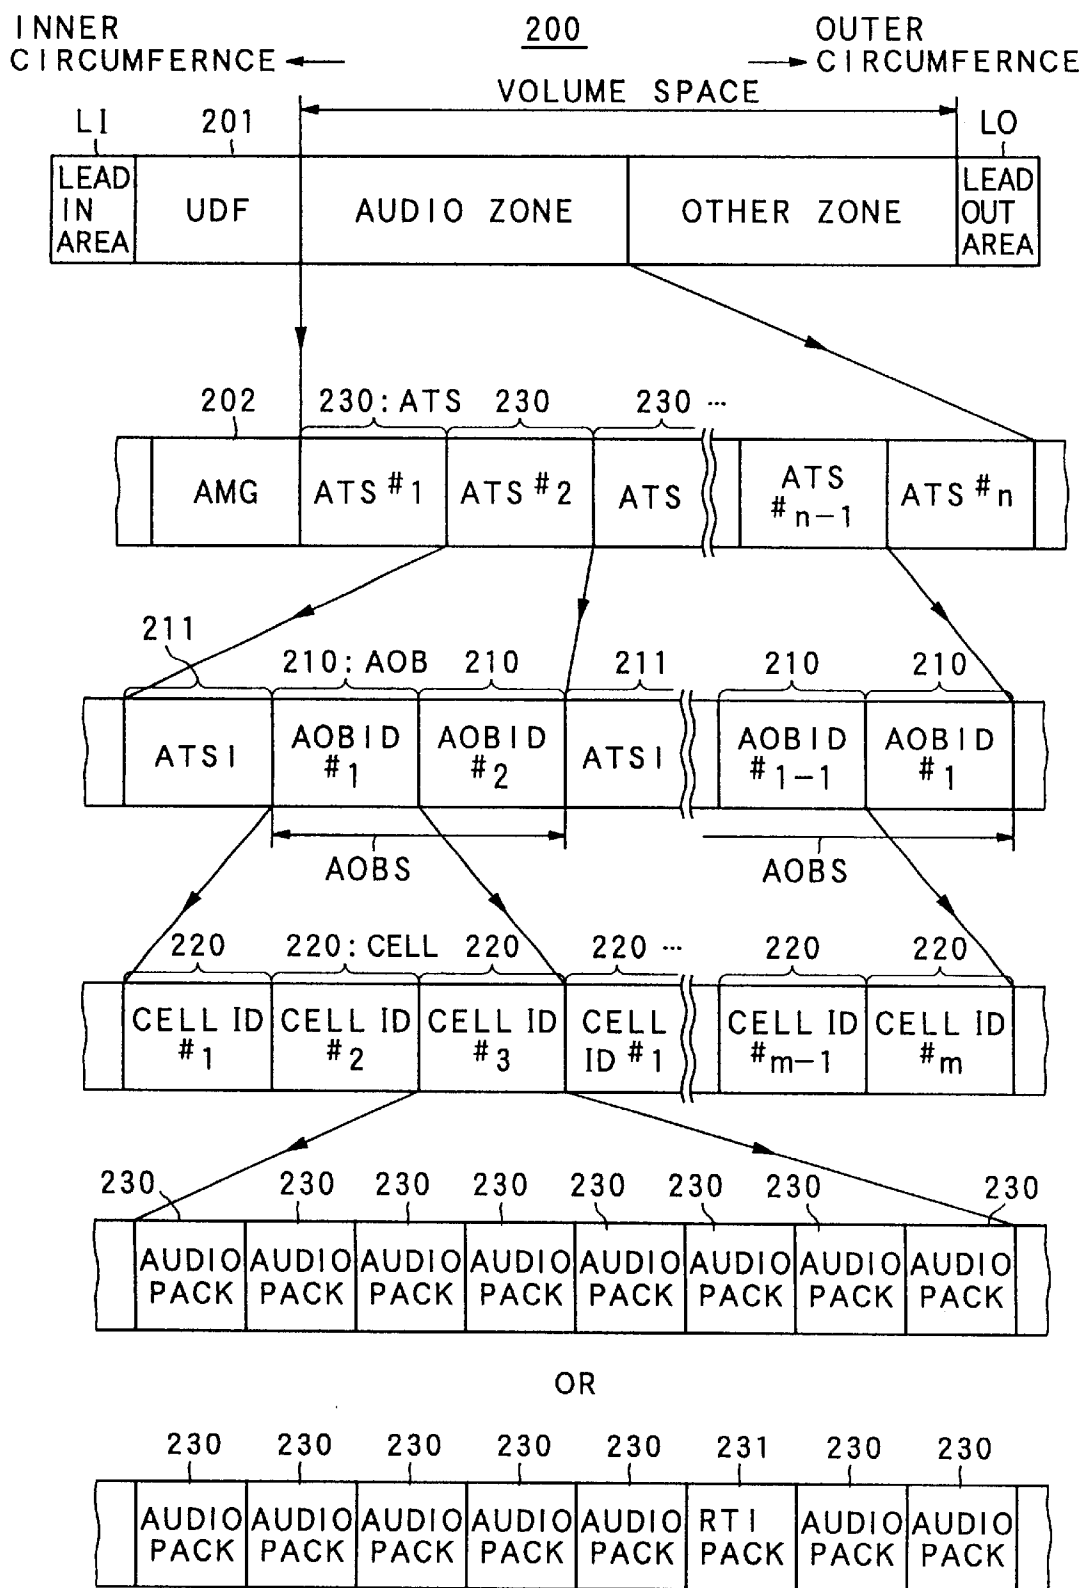 INNER
CIRCUMFERNCE
200
OUTER
CIRCUMFERNCE
VOLUME SPACE
LI 201 LO
LEAD IN AREA UDF AUDIO ZONE OTHER ZONE LEAD OUT AREA
202 230: ATS 230 230 ...
AMG ATS #1 ATS #2 ATS ATS #n-1 ATS #n
211 210: AOB 210 211 210 210
ATSI AOBID #1 AOBID #2 ATSI AOBID #1-1 AOBID #1
AOBS AOBS
220 220: CELL 220 220 ... 220 220
CELL ID #1 CELL ID #2 CELL ID #3 CELL ID #1 CELL ID #m-1 CELL ID #m
230 230 230 230 230 230 230 230
AUDIO PACK AUDIO PACK AUDIO PACK AUDIO PACK AUDIO PACK AUDIO PACK AUDIO PACK AUDIO PACK
OR
230 230 230 230 230 231 230 230
AUDIO PACK AUDIO PACK AUDIO PACK AUDIO PACK AUDIO PACK RTI PACK AUDIO PACK AUDIO PACK